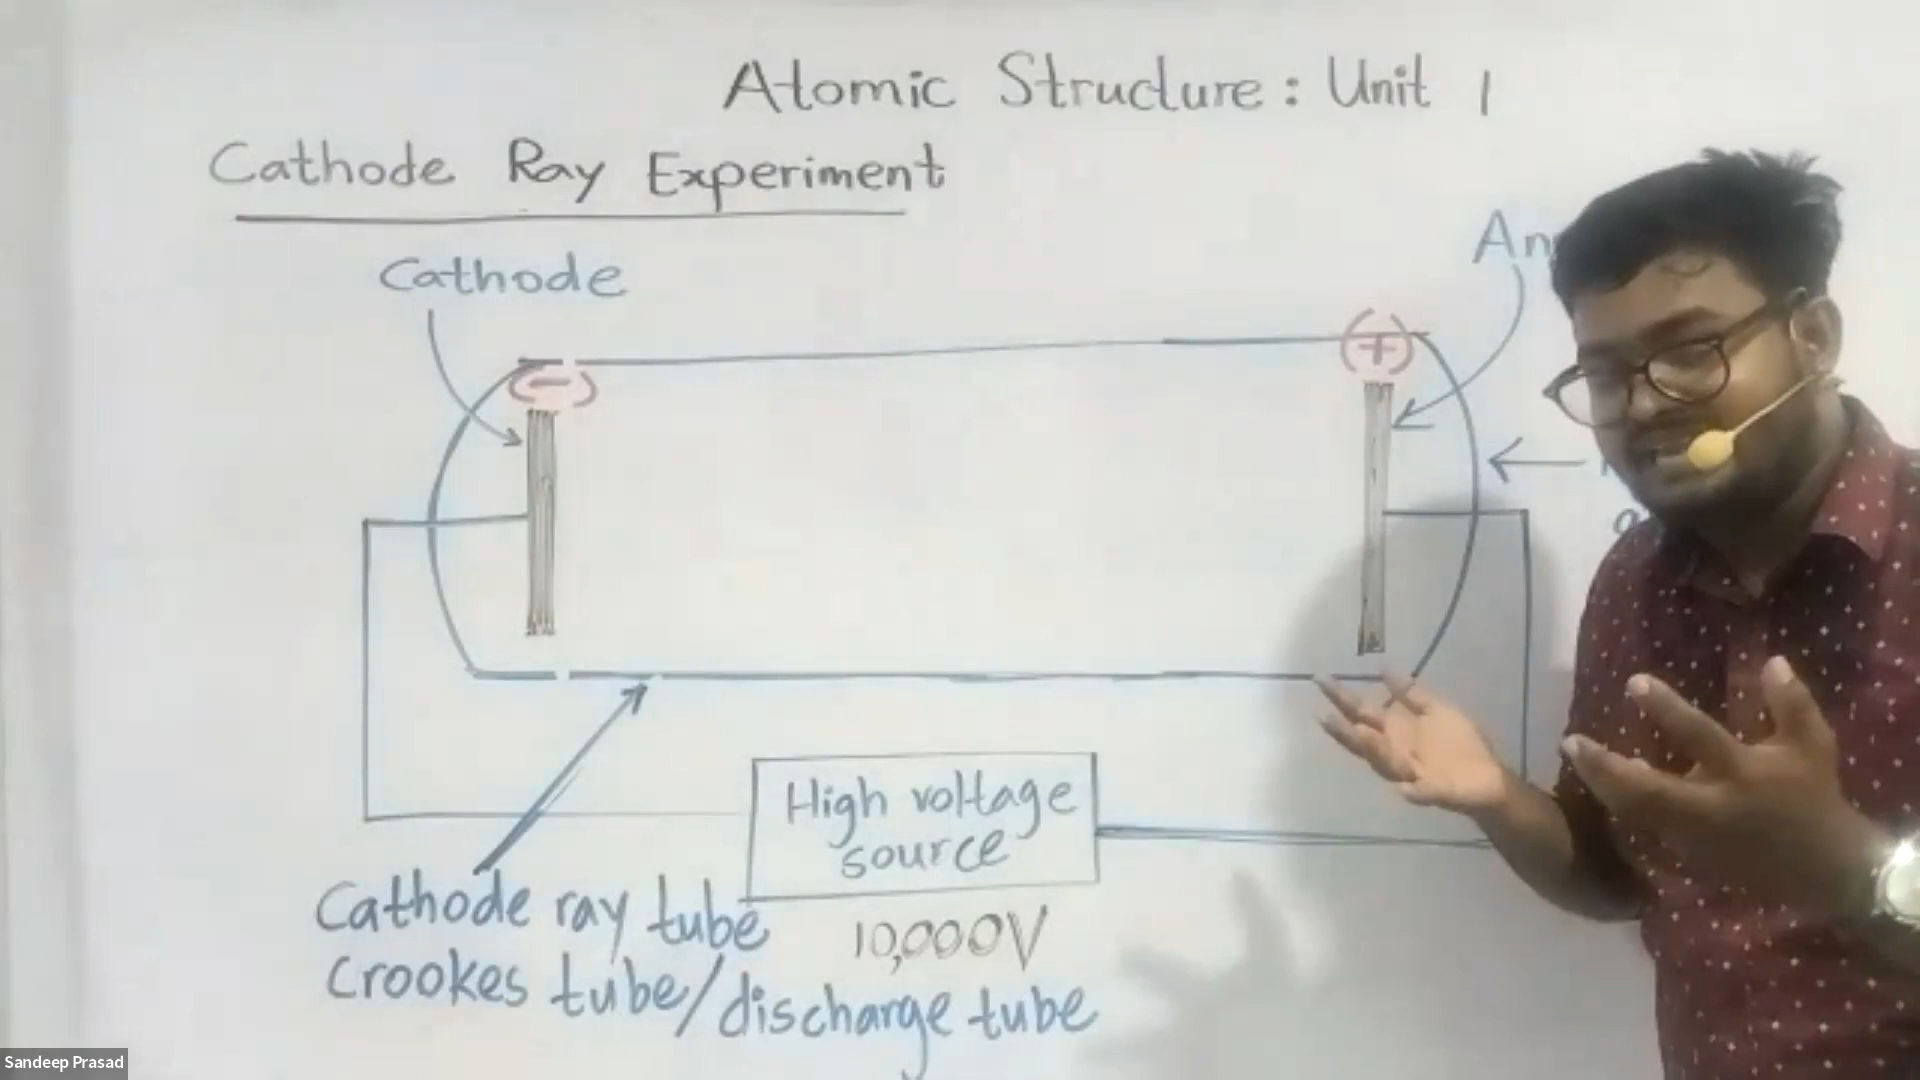 Atomic Structure: Unit 1
Cathode Ray Experiment
Cathode
(-)
(+)
High voltage
source
10,000V
Cathode ray tube
Crookes tube/discharge tube
Sandeep Prasad